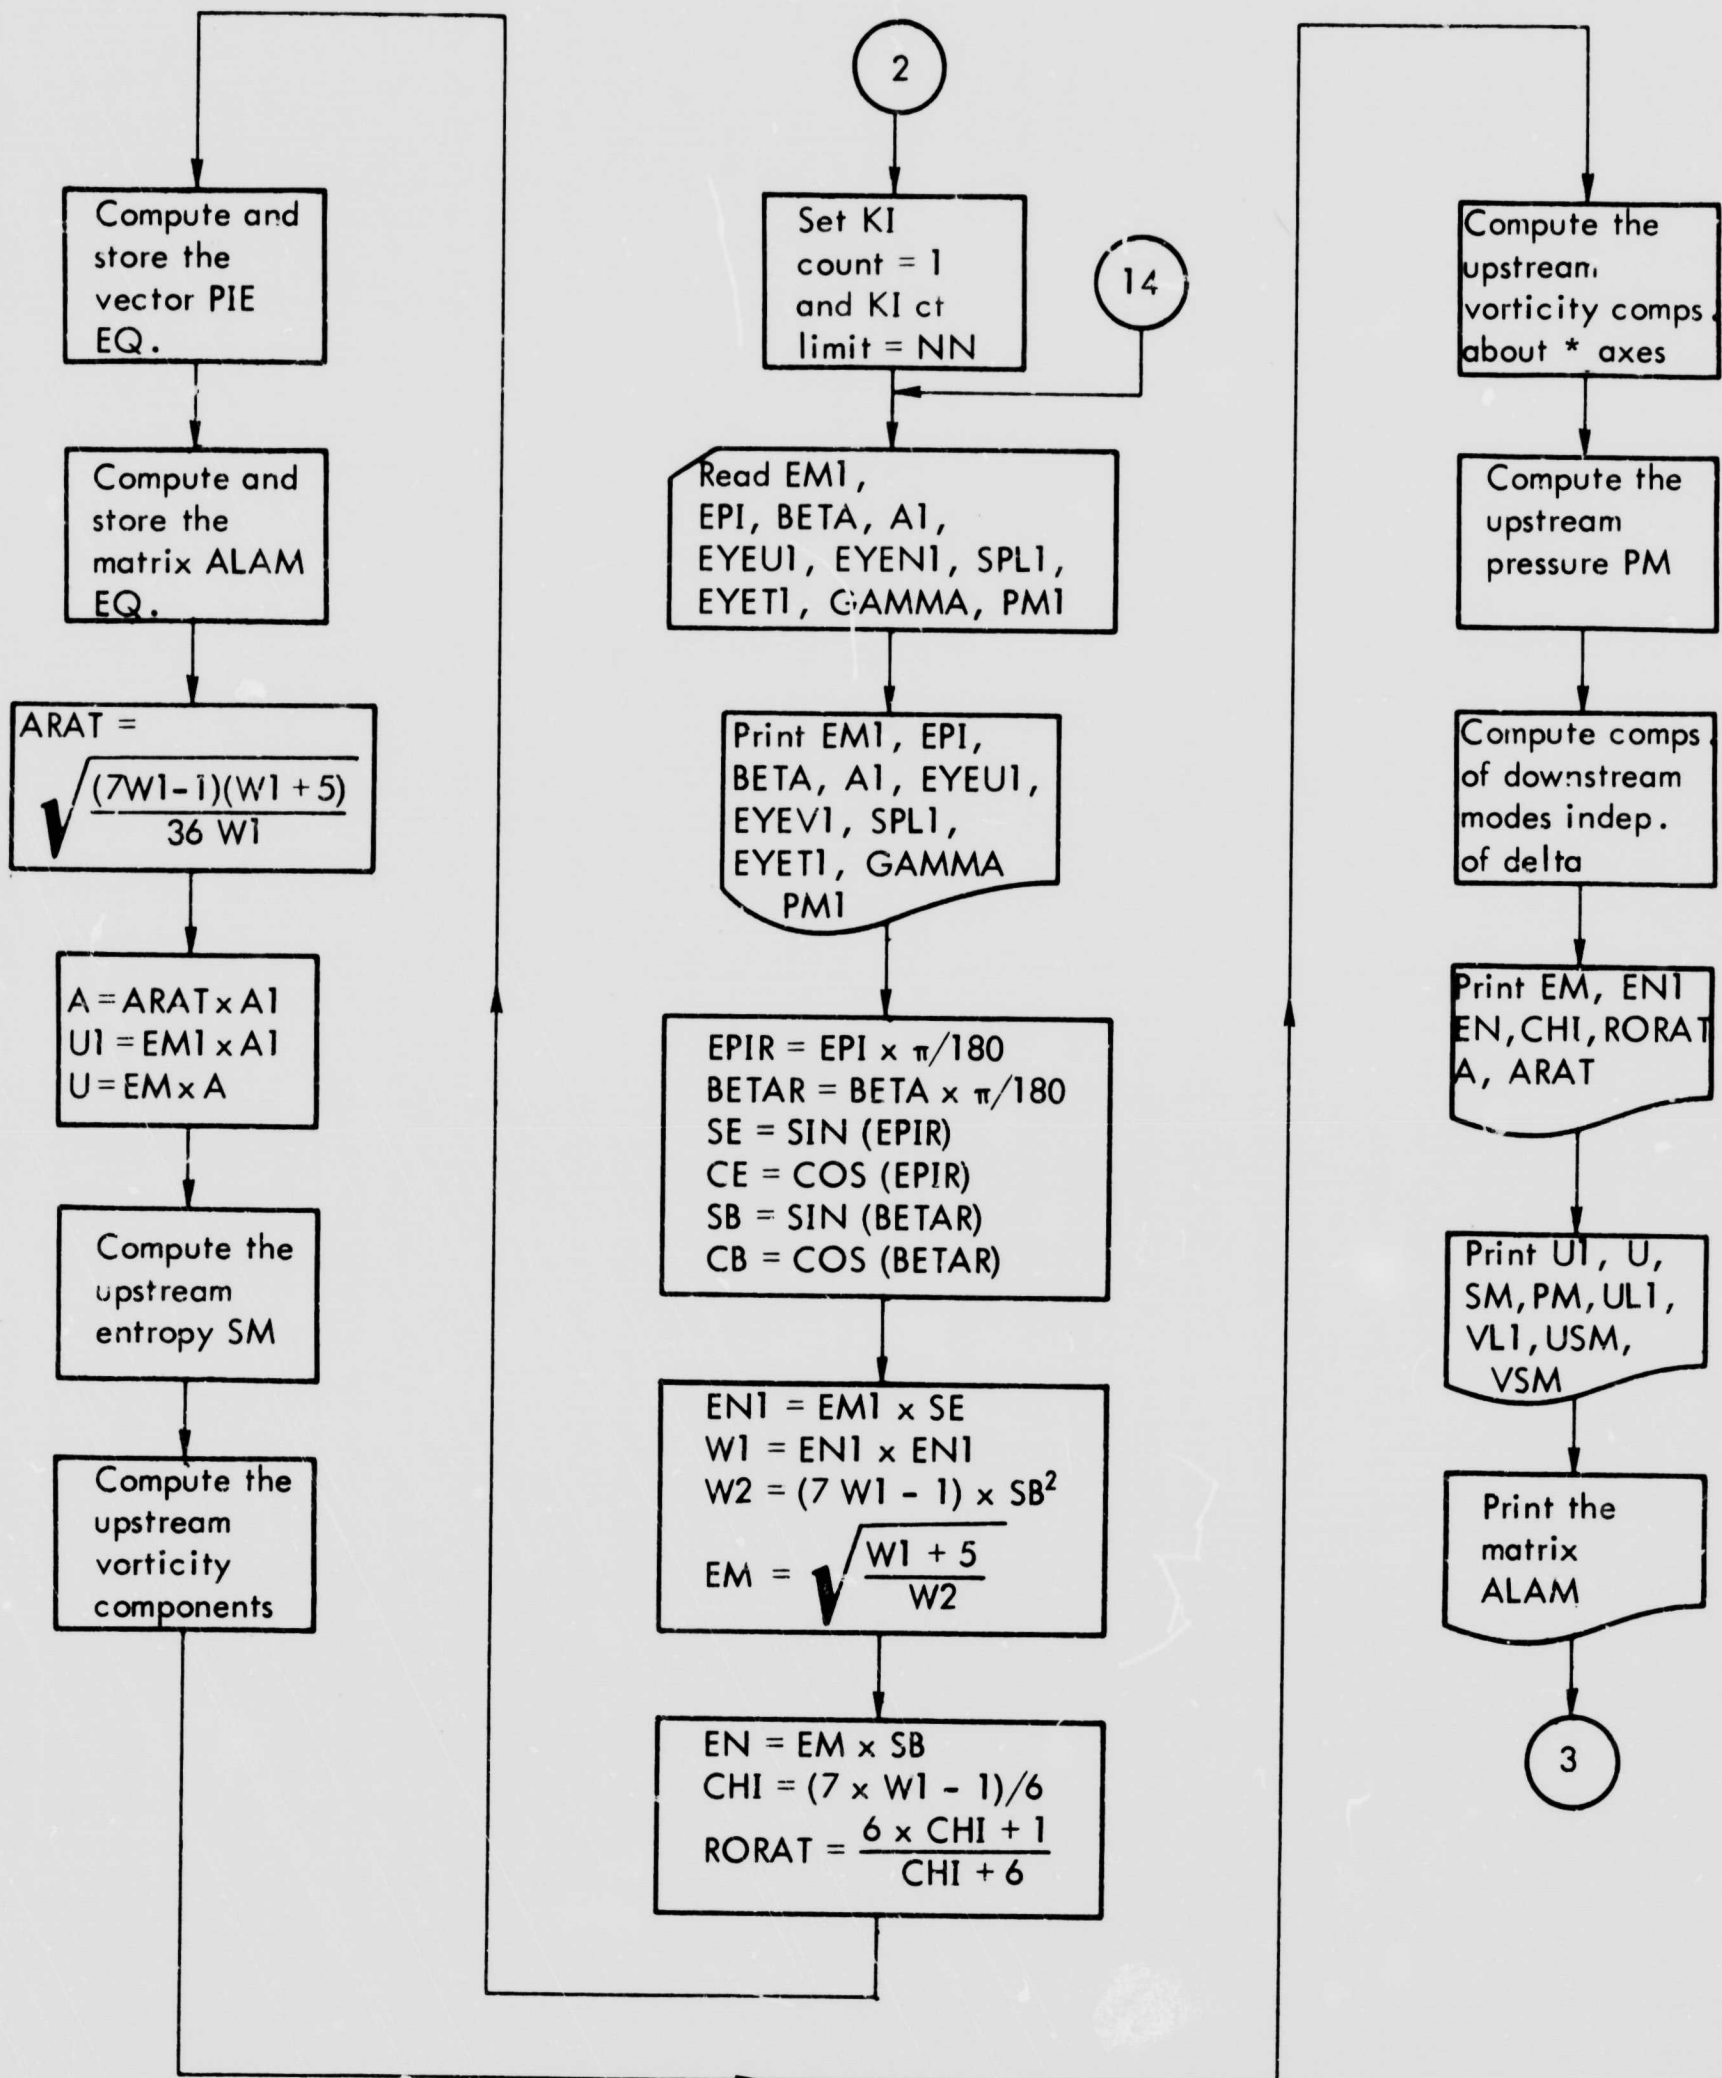 2
Set KI
count = 1
and KI ct
limit = NN
14
Read EM1,
EPI, BETA, A1,
EYEU1, EYEN1, SPL1,
EYET1, GAMMA, PM1
Print EM1, EPI,
BETA, A1, EYEU1,
EYEV1, SPL1,
EYET1, GAMMA
PM1
EPIR = EPI x π/180
BETAR = BETA x π/180
SE = SIN (EPIR)
CE = COS (EPIR)
SB = SIN (BETAR)
CB = COS (BETAR)
EN1 = EM1 x SE
W1 = EN1 x EN1
W2 = (7 W1 - 1) x SB²
EM = √((W1 + 5)/W2)
EN = EM x SB
CHI = (7 x W1 - 1)/6
RORAT = (6 x CHI + 1)/(CHI + 6)
Compute and
store the
vector PIE
EQ.
Compute and
store the
matrix ALAM
EQ.
ARAT =
√((7W1-1)(W1 + 5)/36 W1)
A = ARAT x A1
U1 = EM1 x A1
U = EM x A
Compute the
upstream
entropy SM
Compute the
upstream
vorticity
components
Compute the
upstream
vorticity comps.
about * axes
Compute the
upstream
pressure PM
Compute comps.
of downstream
modes indep.
of delta
Print EM, EN1
EN, CHI, RORAT
A, ARAT
Print U1, U,
SM, PM, UL1,
VL1, USM,
VSM
Print the
matrix
ALAM
3